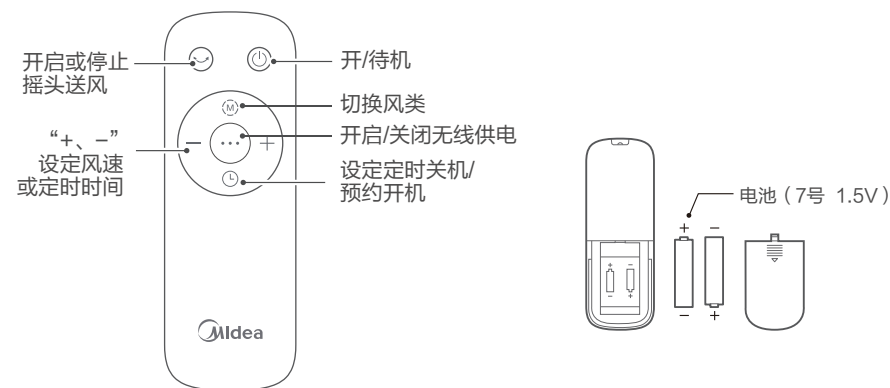 开启或停止
摇头送风
开/待机
M
切换风类
“+、–”
设定风速
或定时时间
− ··· +
开启/关闭无线供电
设定定时关机/
预约开机
Midea
电池（7号 1.5V）
+ −
− +
+ −
− +